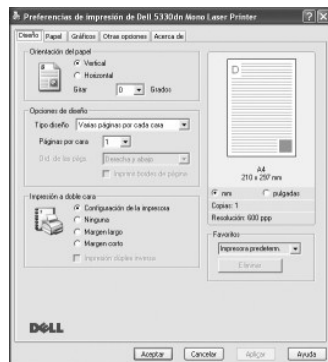 Preferencias de impresión de Dell 5330dn Mono Laser Printer
Diseño Papel Gráficos Otras opciones Acerca de
Orientación del papel
Vertical
Horizontal
Girar 0 Grados
Opciones de diseño
Tipo diseño Varias páginas por cada cara
Páginas por cara 1
Ord. de las págs. Derecha y abajo
Imprimir bordes de página
Impresión a doble cara
Configuración de la impresora
Ninguna
Margen largo
Margen corto
Impresión dúplex inversa
A4
210 x 297 mm
mm pulgadas
Copias: 1
Resolución: 600 ppp
Favoritos
Impresora predeterm.
Eliminar
DELL
Aceptar Cancelar Aplicar Ayuda